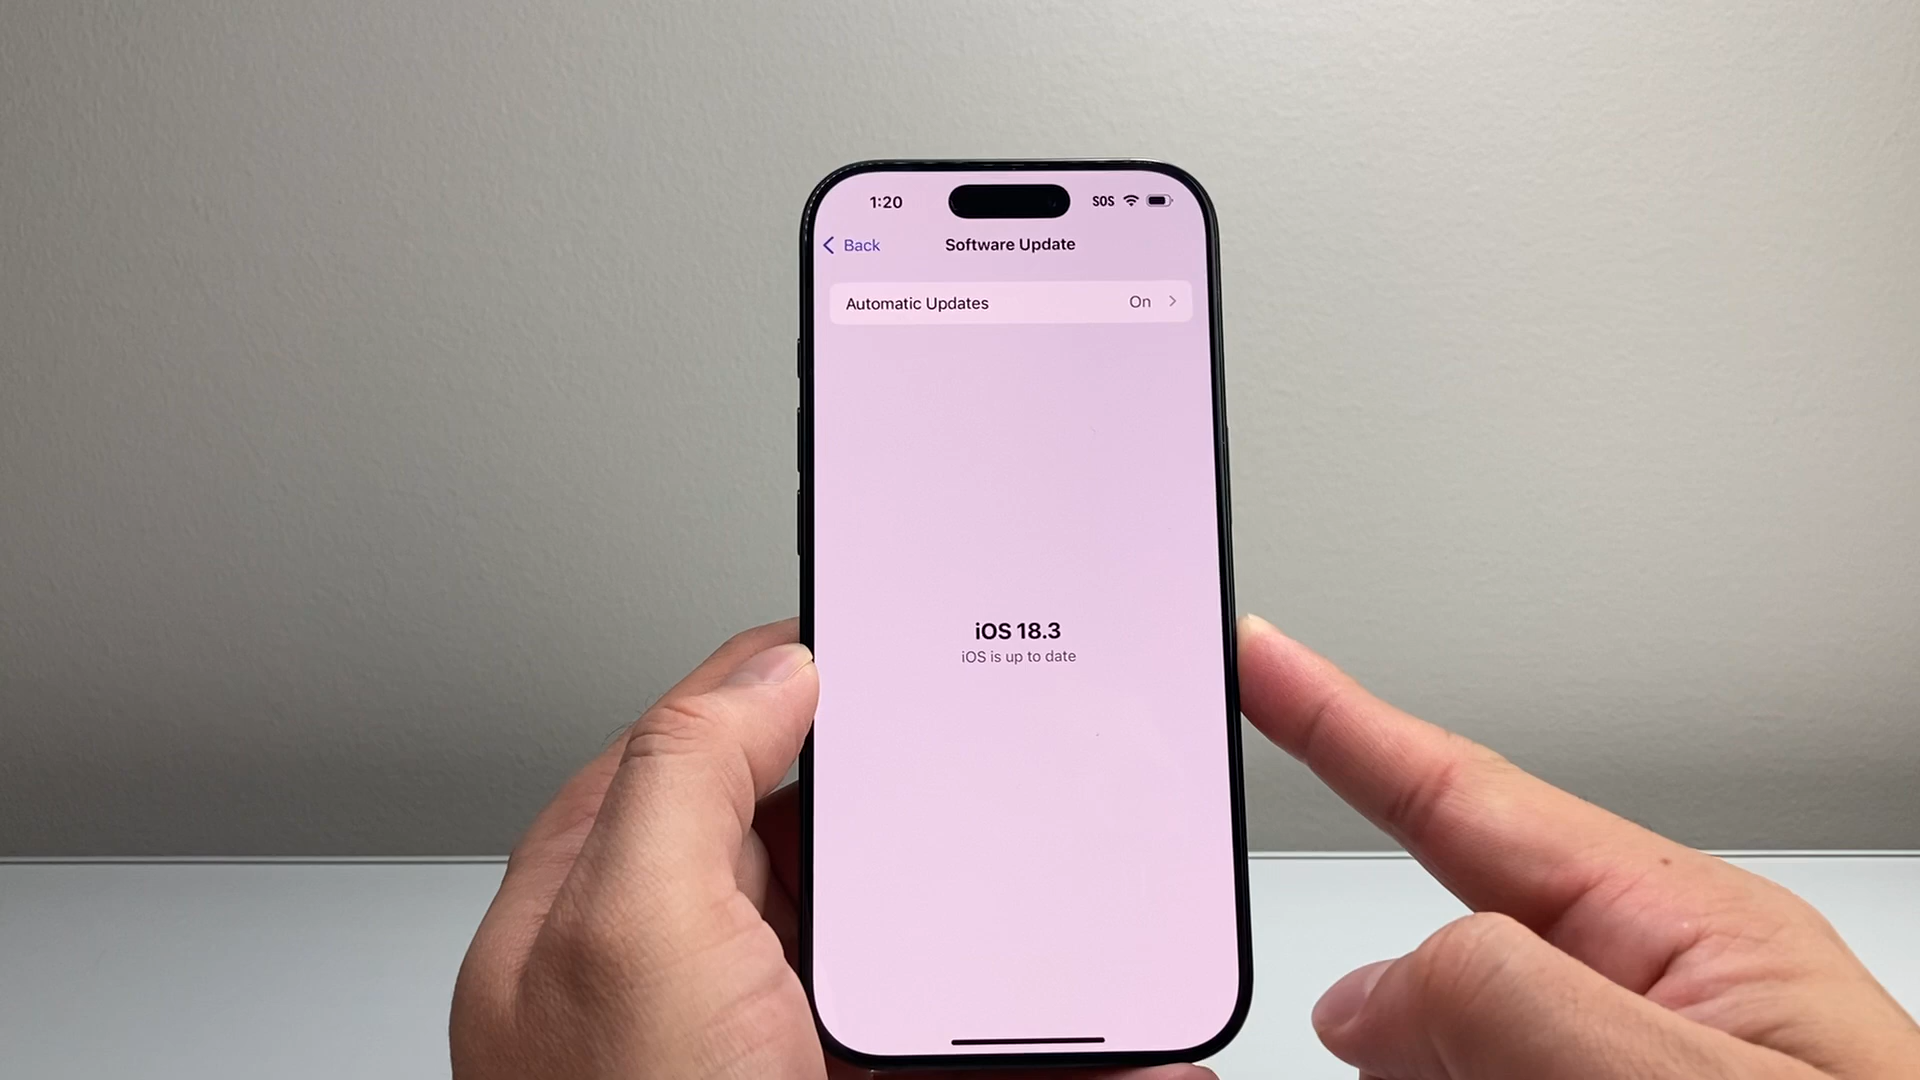 1:20 SOS
Back Software Update
Automatic Updates On
iOS 18.3
iOS is up to date